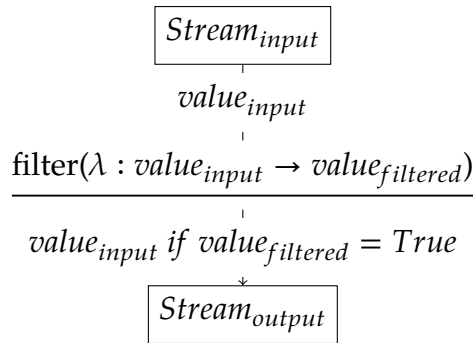 Stream_input
value_input
filter(λ : value_input → value_filtered)
value_input if value_filtered = True
Stream_output